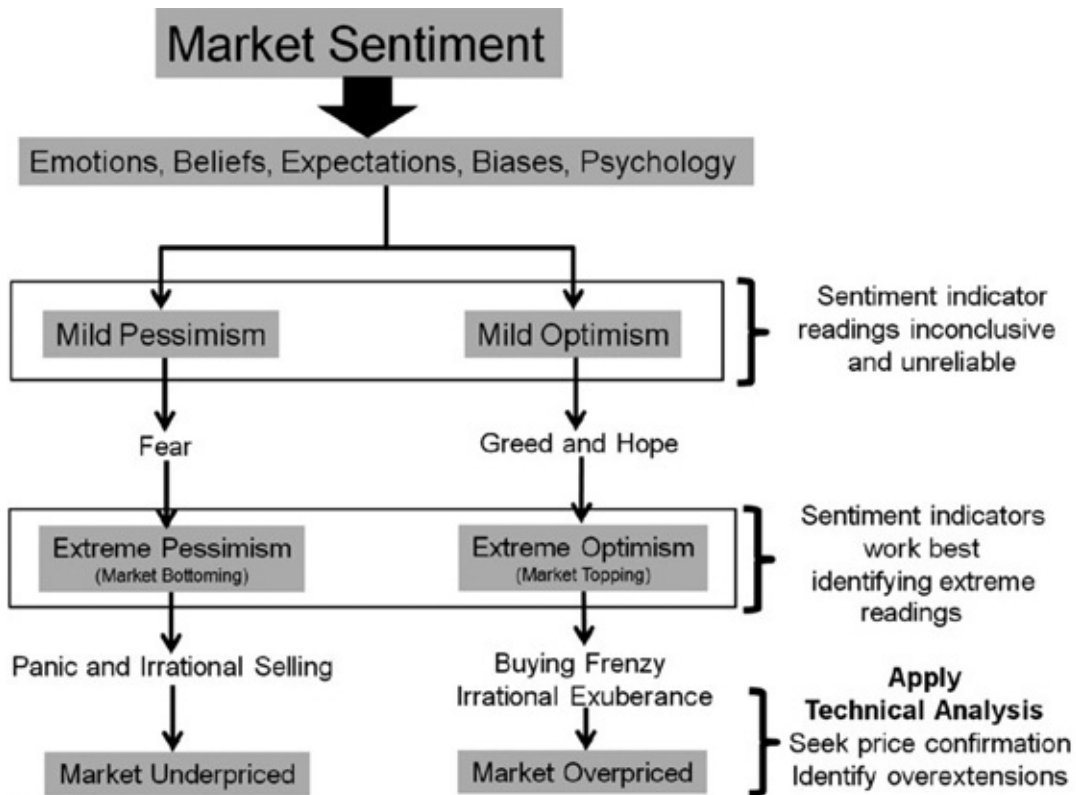 Market Sentiment
Emotions, Beliefs, Expectations, Biases, Psychology
Mild Pessimism
Mild Optimism
Sentiment indicator
readings inconclusive
and unreliable
Fear
Greed and Hope
Extreme Pessimism
(Market Bottoming)
Extreme Optimism
(Market Topping)
Sentiment indicators
work best
identifying extreme
readings
Panic and Irrational Selling
Buying Frenzy
Irrational Exuberance
Market Underpriced
Market Overpriced
Apply
Technical Analysis
Seek price confirmation
Identify overextensions